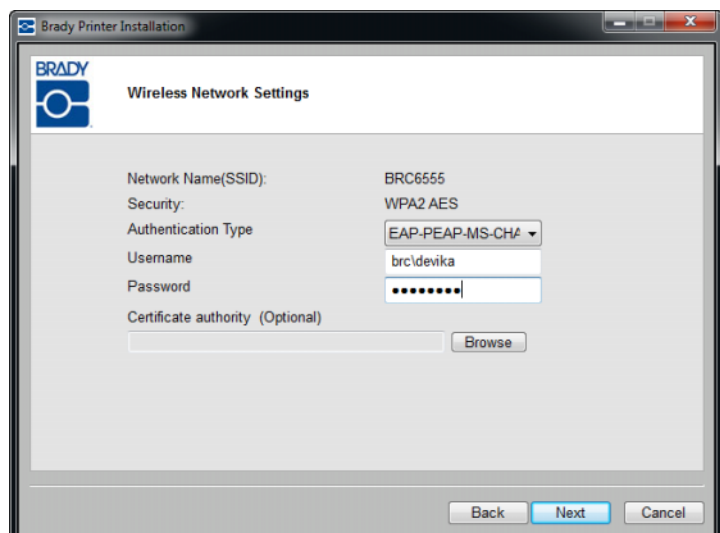 Brady Printer Installation
BRADY
Wireless Network Settings
Network Name(SSID): BRC6555
Security: WPA2 AES
Authentication Type EAP-PEAP-MS-CHA
Username brc\devika
Password ●●●●●●●●
Certificate authority (Optional)
Browse
Back Next Cancel